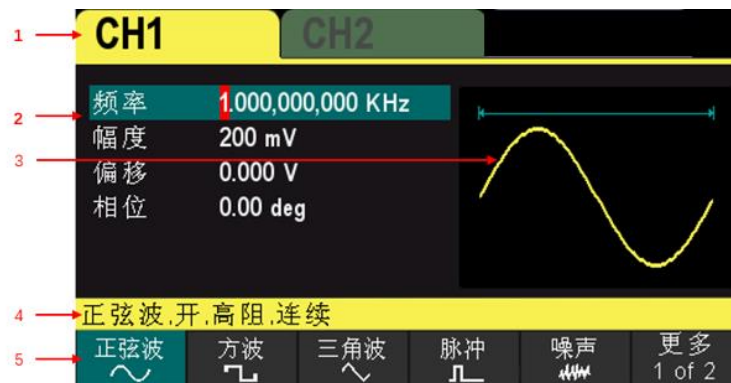 1 CH1 CH2
2 频率 1.000,000,000 KHz
幅度 200 mV
3
偏移 0.000 V
相位 0.00 deg
4 正弦波,开,高阻,连续
5 正弦波 方波 三角波 脉冲 噪声 更多
1 of 2